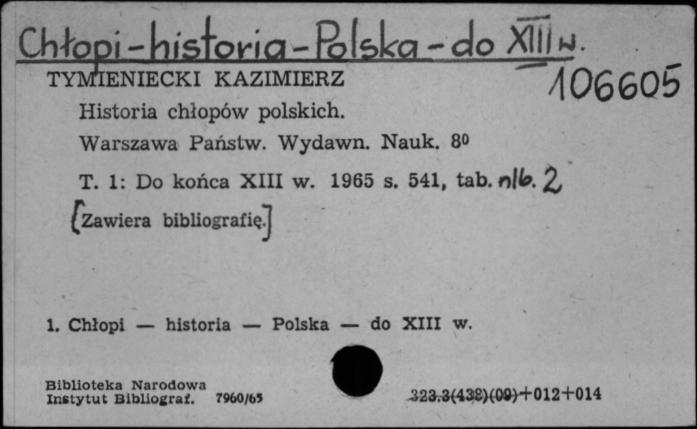 Chłopi-historia-Polska-do XIII w.
TYMIENIECKI KAZIMIERZ
106605
Historia chłopów polskich.
Warszawa Państw. Wydawn. Nauk. 8º
T. 1: Do końca XIII w. 1965 s. 541, tab. nlb. 2
[Zawiera bibliografię.]
1. Chłopi — historia — Polska — do XIII w.
Biblioteka Narodowa
Instytut Bibliograf. 7960/65
323.3(438)(09)+012+014